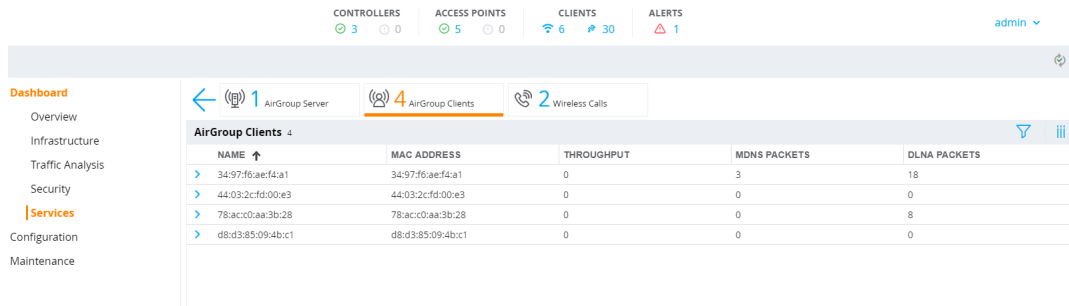 CONTROLLERS ACCESS POINTS CLIENTS ALERTS
3 0 5 0 6 30 1
admin
Dashboard
Overview
Infrastructure
Traffic Analysis
Security
Services
Configuration
Maintenance
1 AirGroup Server 4 AirGroup Clients 2 Wireless Calls
AirGroup Clients 4
NAME MAC ADDRESS THROUGHPUT MDNS PACKETS DLNA PACKETS
34:97:f6:ae:f4:a1 34:97:f6:ae:f4:a1 0 3 18
44:03:2c:fd:00:e3 44:03:2c:fd:00:e3 0 0 0
78:ac:c0:aa:3b:28 78:ac:c0:aa:3b:28 0 0 8
d8:d3:85:09:4b:c1 d8:d3:85:09:4b:c1 0 0 0